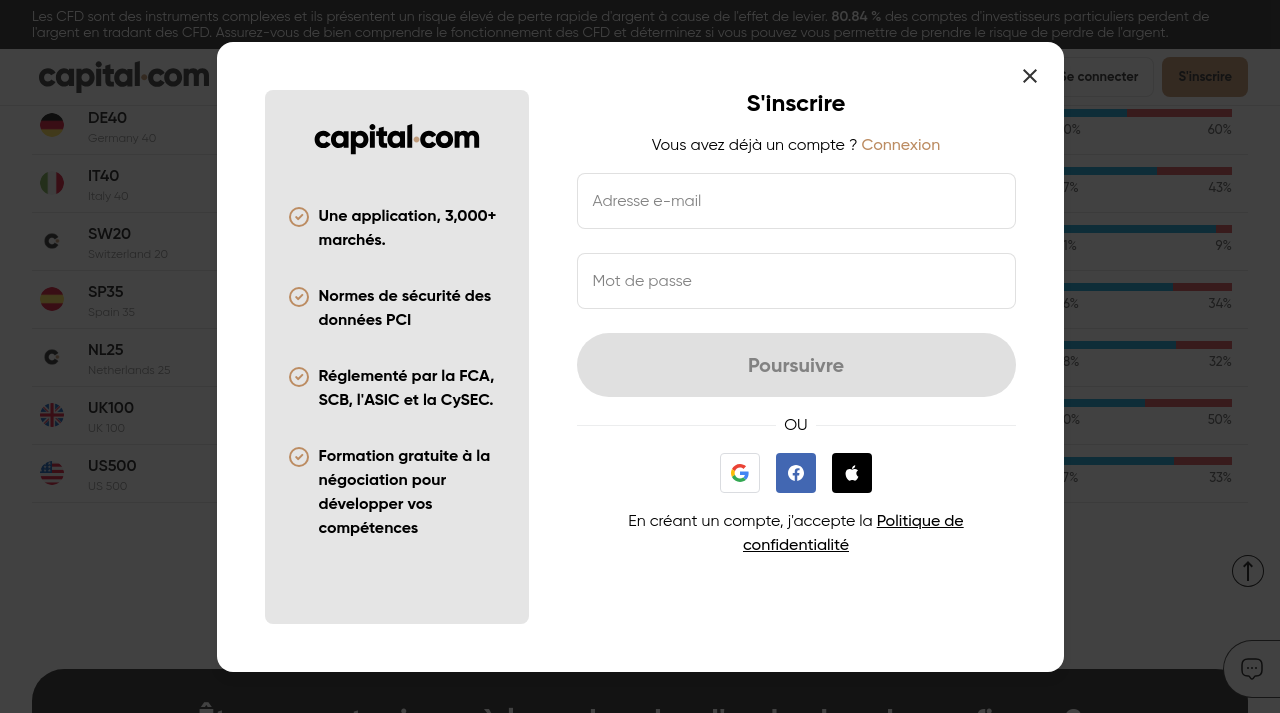 Les CFD sont des instruments complexes et ils présentent un risque élevé de perte rapide d'argent à cause de l'effet de levier. 80.84 % des comptes d'investisseurs particuliers perdent de
l'argent en tradant des CFD. Assurez-vous de bien comprendre le fonctionnement des CFD et déterminez si vous pouvez vous permettre de prendre le risque de perdre de l'argent.
capital.com
Se connecter
S'inscrire
DE40
Germany 40
60%
IT40
Italy 40
43%
SW20
Switzerland 20
9%
SP35
Spain 35
34%
NL25
Netherlands 25
32%
UK100
UK 100
50%
US500
US 500
33%
capital.com
Une application, 3,000+
marchés.
Normes de sécurité des
données PCI
Réglementé par la FCA,
SCB, l'ASIC et la CySEC.
Formation gratuite à la
négociation pour
développer vos
compétences
S'inscrire
Vous avez déjà un compte ? Connexion
Adresse e-mail
Mot de passe
Poursuivre
OU
En créant un compte, j'accepte la Politique de
confidentialité